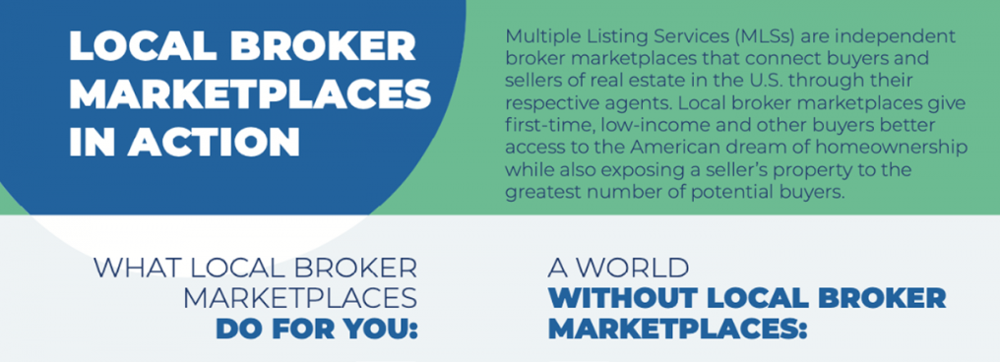 LOCAL BROKER
MARKETPLACES
IN ACTION
Multiple Listing Services (MLSs) are independent
broker marketplaces that connect buyers and
sellers of real estate in the U.S. through their
respective agents. Local broker marketplaces give
first-time, low-income and other buyers better
access to the American dream of homeownership
while also exposing a seller's property to the
greatest number of potential buyers.
WHAT LOCAL BROKER
MARKETPLACES
DO FOR YOU:
A WORLD
WITHOUT LOCAL BROKER
MARKETPLACES: